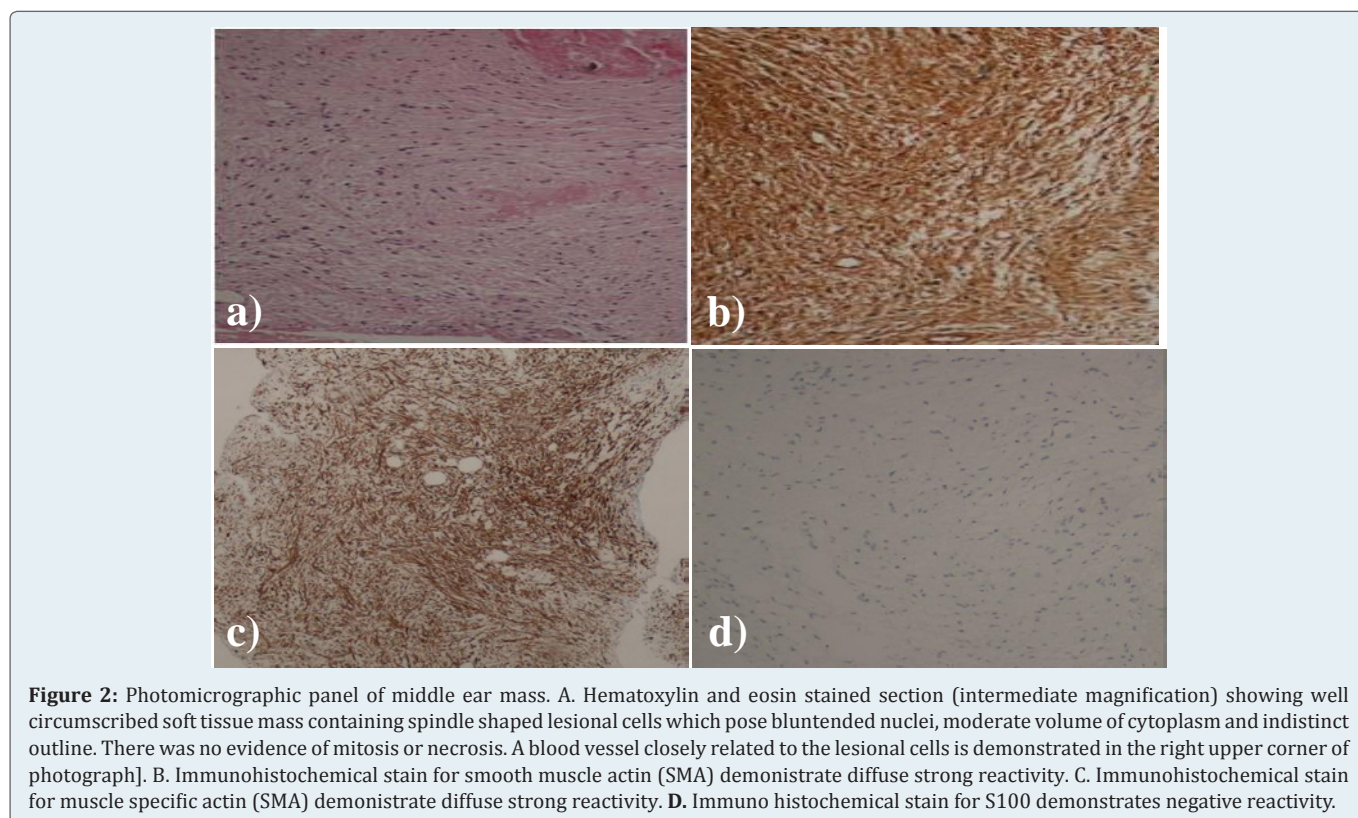 a)
b)
c)
d)
Figure 2: Photomicrographic panel of middle ear mass. A. Hematoxylin and eosin stained section (intermediate magnification) showing well
circumscribed soft tissue mass containing spindle shaped lesional cells which pose bluntended nuclei, moderate volume of cytoplasm and indistinct
outline. There was no evidence of mitosis or necrosis. A blood vessel closely related to the lesional cells is demonstrated in the right upper corner of
photograph]. B. Immunohistochemical stain for smooth muscle actin (SMA) demonistrate diffuse strong reactivity. C. Immunohistochemical stain
for muscle specific actin (SMA) demonistrate diffuse strong reactivity. D. Immuno histochemical stain for S100 demonstrates negative reactivity.